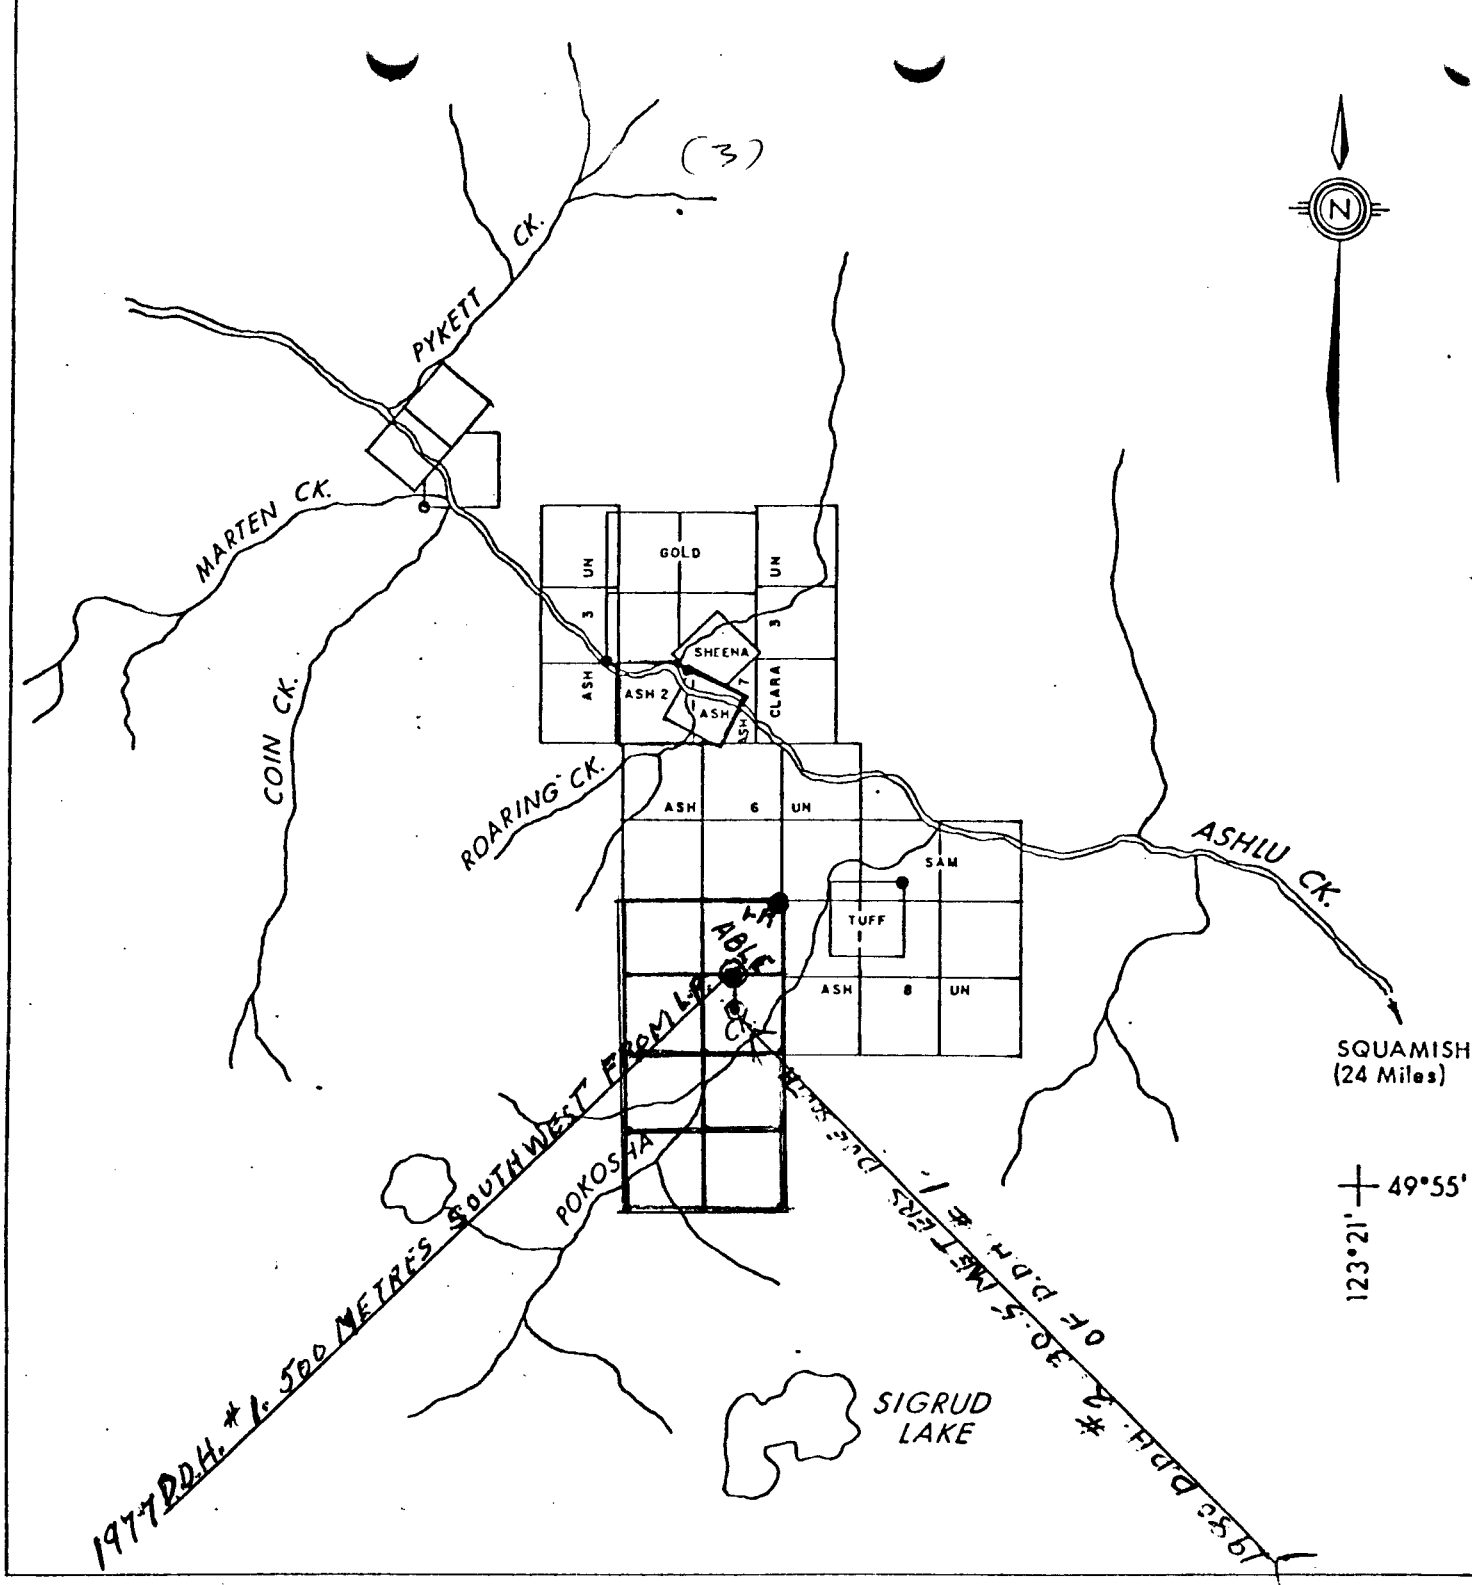 (3)
N
PYKETT CK.
MARTEN CK.
COIN CK.
ROARING CK.
GOLD
ASH 3 UN
CLARA 3 UN
SHEENA
ASH 2
ASH
ASH 7
ASH 6 UN
SAM
TUFF
ASH 8 UN
ASHLU CK.
SQUAMISH
(24 Miles)
ABLE
CK.
POKOSHA
49°55'
123°21'
SIGRUD
LAKE
1977 D.D.H. #1. 500 METRES SOUTHWEST FROM L.P.
1980 D.D.H. #2 30.5 METERS DUE SOUTH
OF D.D.H. #1.